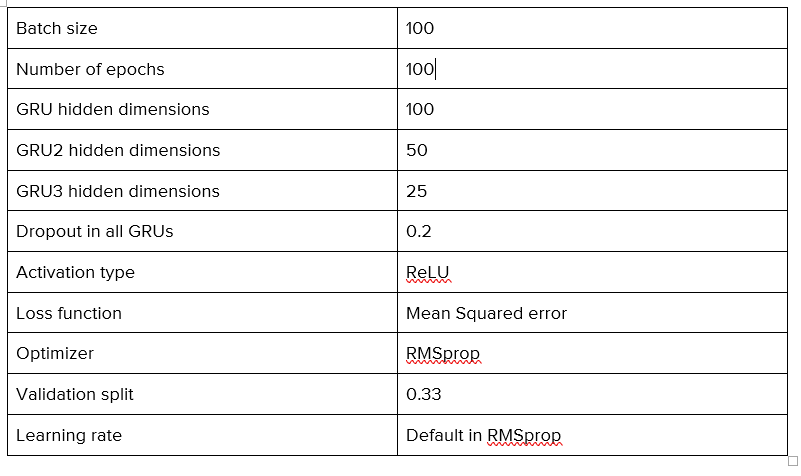 Batch size 100
Number of epochs 100
GRU hidden dimensions 100
GRU2 hidden dimensions 50
GRU3 hidden dimensions 25
Dropout in all GRUs 0.2
Activation type ReLU
Loss function Mean Squared error
Optimizer RMSprop
Validation split 0.33
Learning rate Default in RMSprop